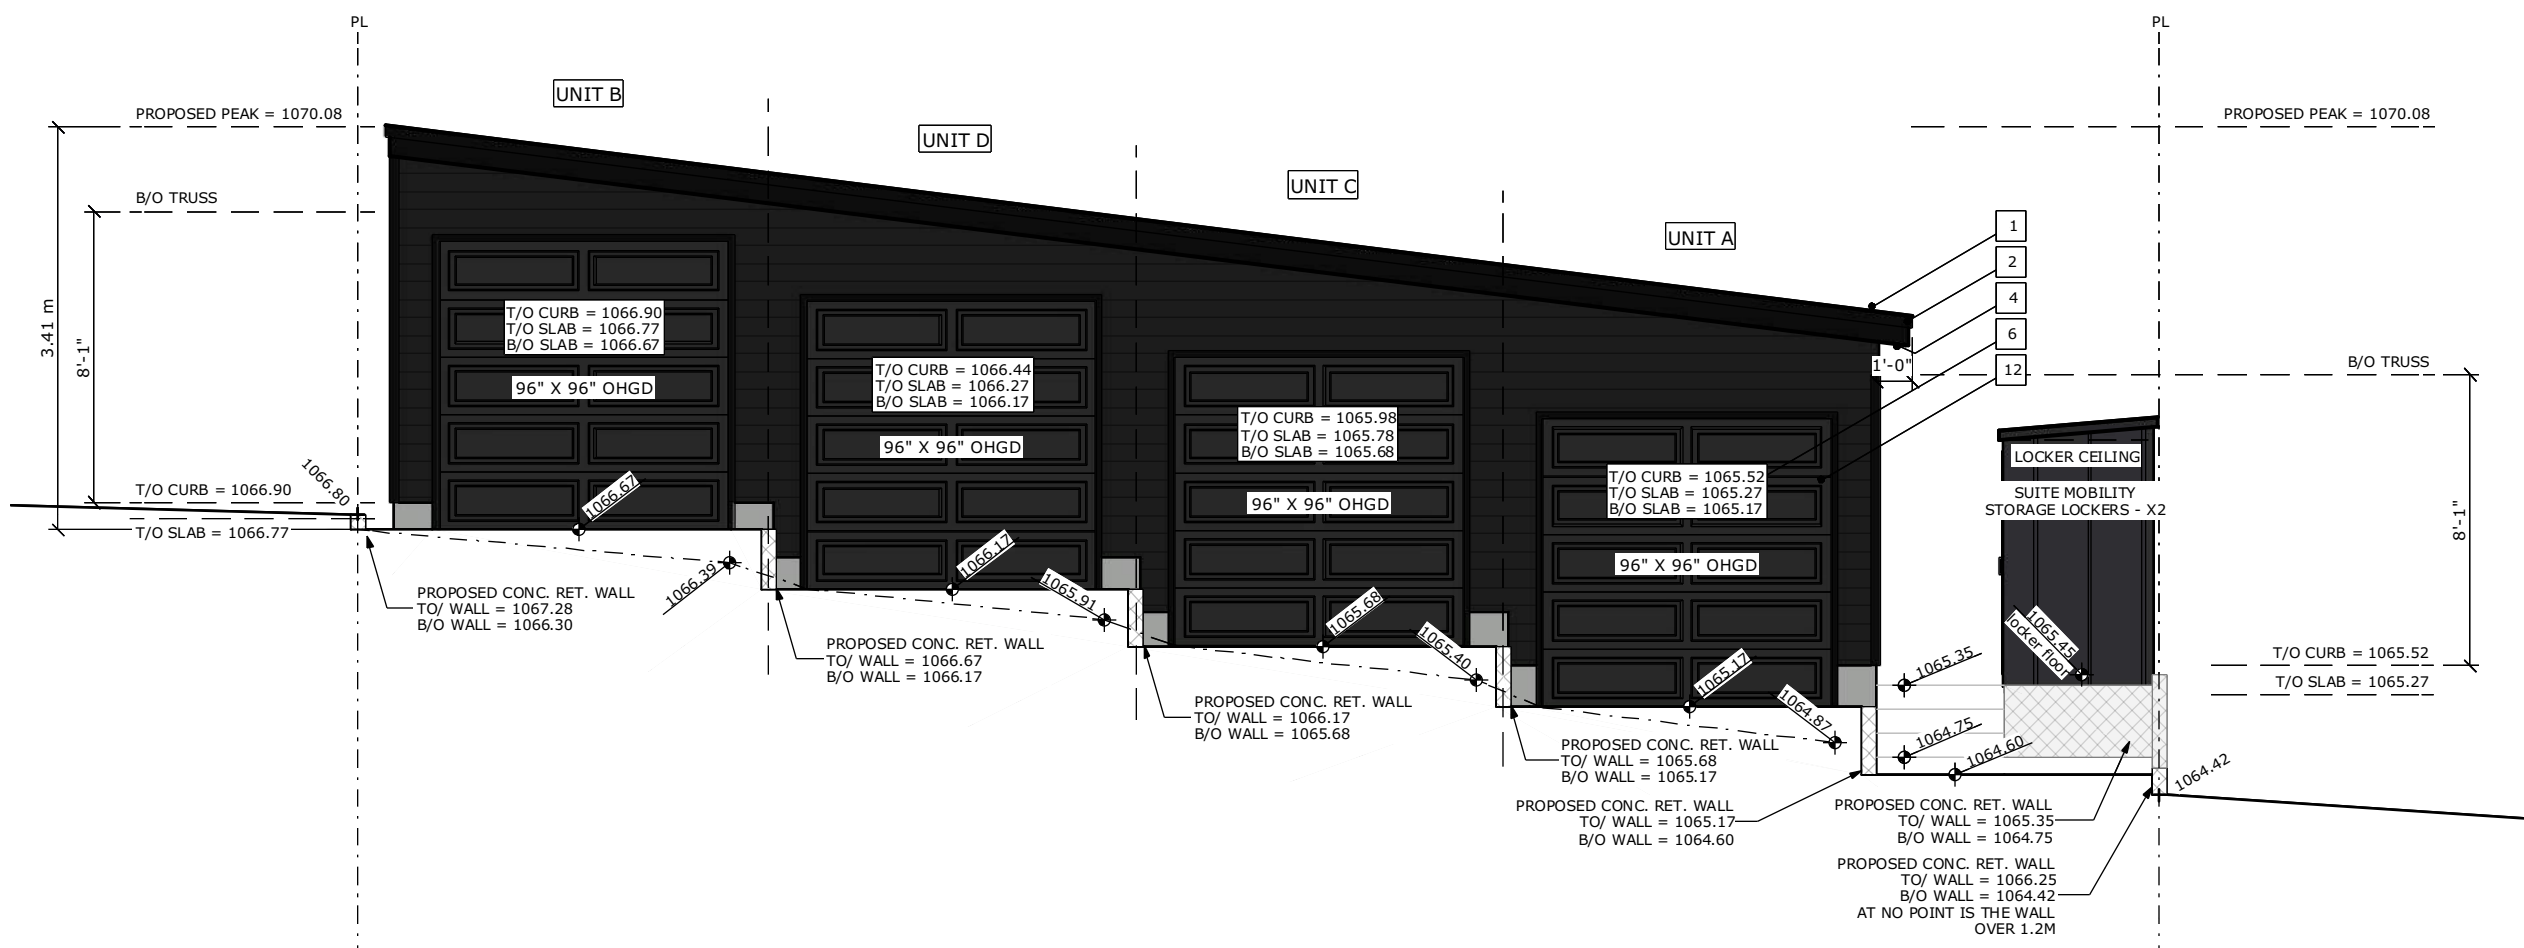 PL
PL
UNIT B
PROPOSED PEAK = 1070.08
PROPOSED PEAK = 1070.08
UNIT D
UNIT C
B/O TRUSS
UNIT A
1
2
4
6
12
3.41 m
8'-1"
T/O CURB = 1066.90
T/O SLAB = 1066.77
B/O SLAB = 1066.67
96" X 96" OHGD
T/O CURB = 1066.44
T/O SLAB = 1066.27
B/O SLAB = 1066.17
96" X 96" OHGD
T/O CURB = 1065.98
T/O SLAB = 1065.78
B/O SLAB = 1065.68
96" X 96" OHGD
T/O CURB = 1065.52
T/O SLAB = 1065.27
B/O SLAB = 1065.17
96" X 96" OHGD
1'-0"
B/O TRUSS
LOCKER CEILING
SUITE MOBILITY
STORAGE LOCKERS - X2
8'-1"
T/O CURB = 1066.90
1066.80
T/O SLAB = 1066.77
1066.67
1066.39
1066.17
1065.91
1065.68
1065.40
1065.17
1064.87
1065.35
1064.75
1064.60
1065.45
locker floor
T/O CURB = 1065.52
T/O SLAB = 1065.27
1064.42
PROPOSED CONC. RET. WALL
TO/ WALL = 1067.28
B/O WALL = 1066.30
PROPOSED CONC. RET. WALL
TO/ WALL = 1066.67
B/O WALL = 1066.17
PROPOSED CONC. RET. WALL
TO/ WALL = 1066.17
B/O WALL = 1065.68
PROPOSED CONC. RET. WALL
TO/ WALL = 1065.68
B/O WALL = 1065.17
PROPOSED CONC. RET. WALL
TO/ WALL = 1065.17
B/O WALL = 1064.60
PROPOSED CONC. RET. WALL
TO/ WALL = 1065.35
B/O WALL = 1064.75
PROPOSED CONC. RET. WALL
TO/ WALL = 1066.25
B/O WALL = 1064.42
AT NO POINT IS THE WALL
OVER 1.2M